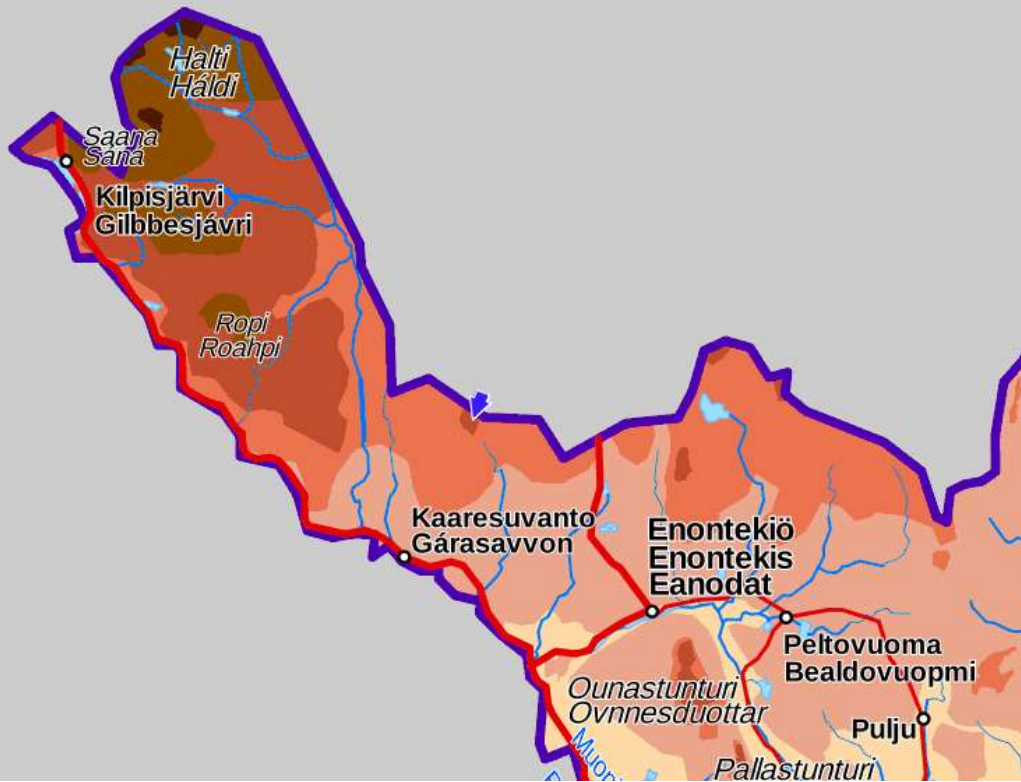 Halti
Háldi
Saana
Sána
Kilpisjärvi
Gilbbesjávri
Ropi
Roahpi
Kaaresuvanto
Gárasavvon
Enontekiö
Enontekis
Eanodat
Peltovuoma
Bealdovuopmi
Ounastunturi
Ovnnesduottar
Pulju
Pallastunturi